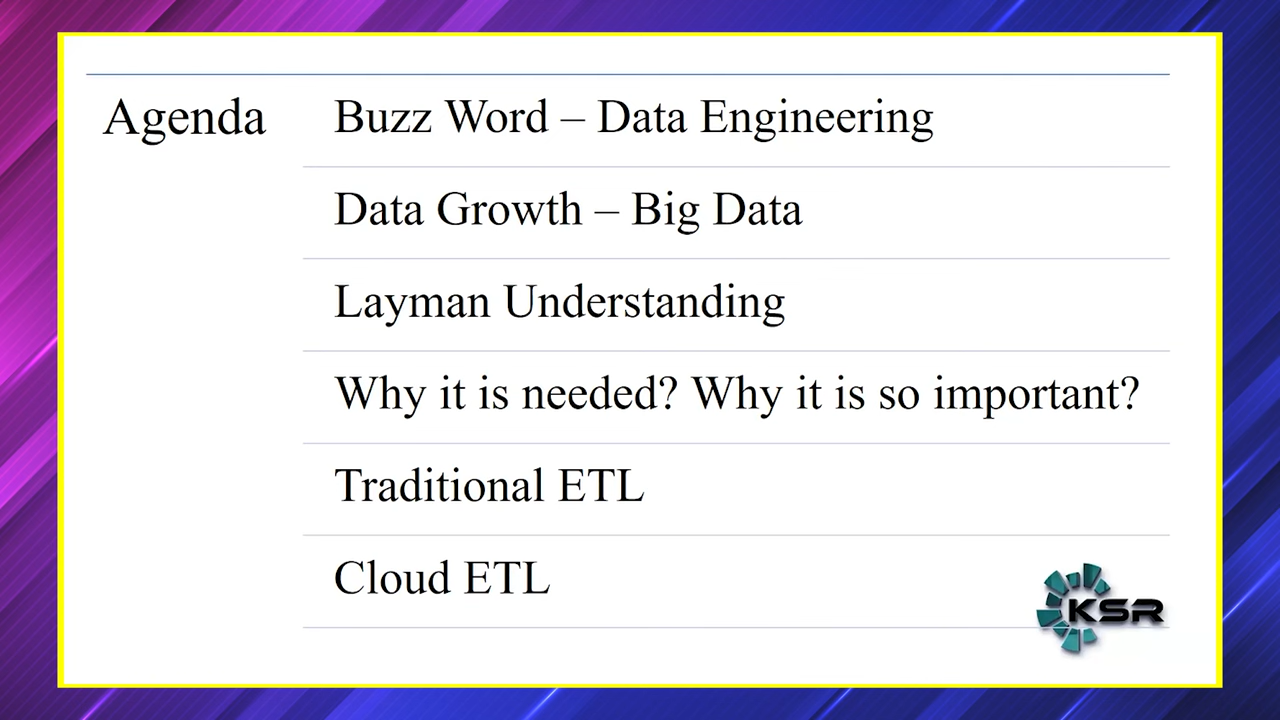 Agenda
Buzz Word – Data Engineering
Data Growth – Big Data
Layman Understanding
Why it is needed? Why it is so important?
Traditional ETL
Cloud ETL
KSR